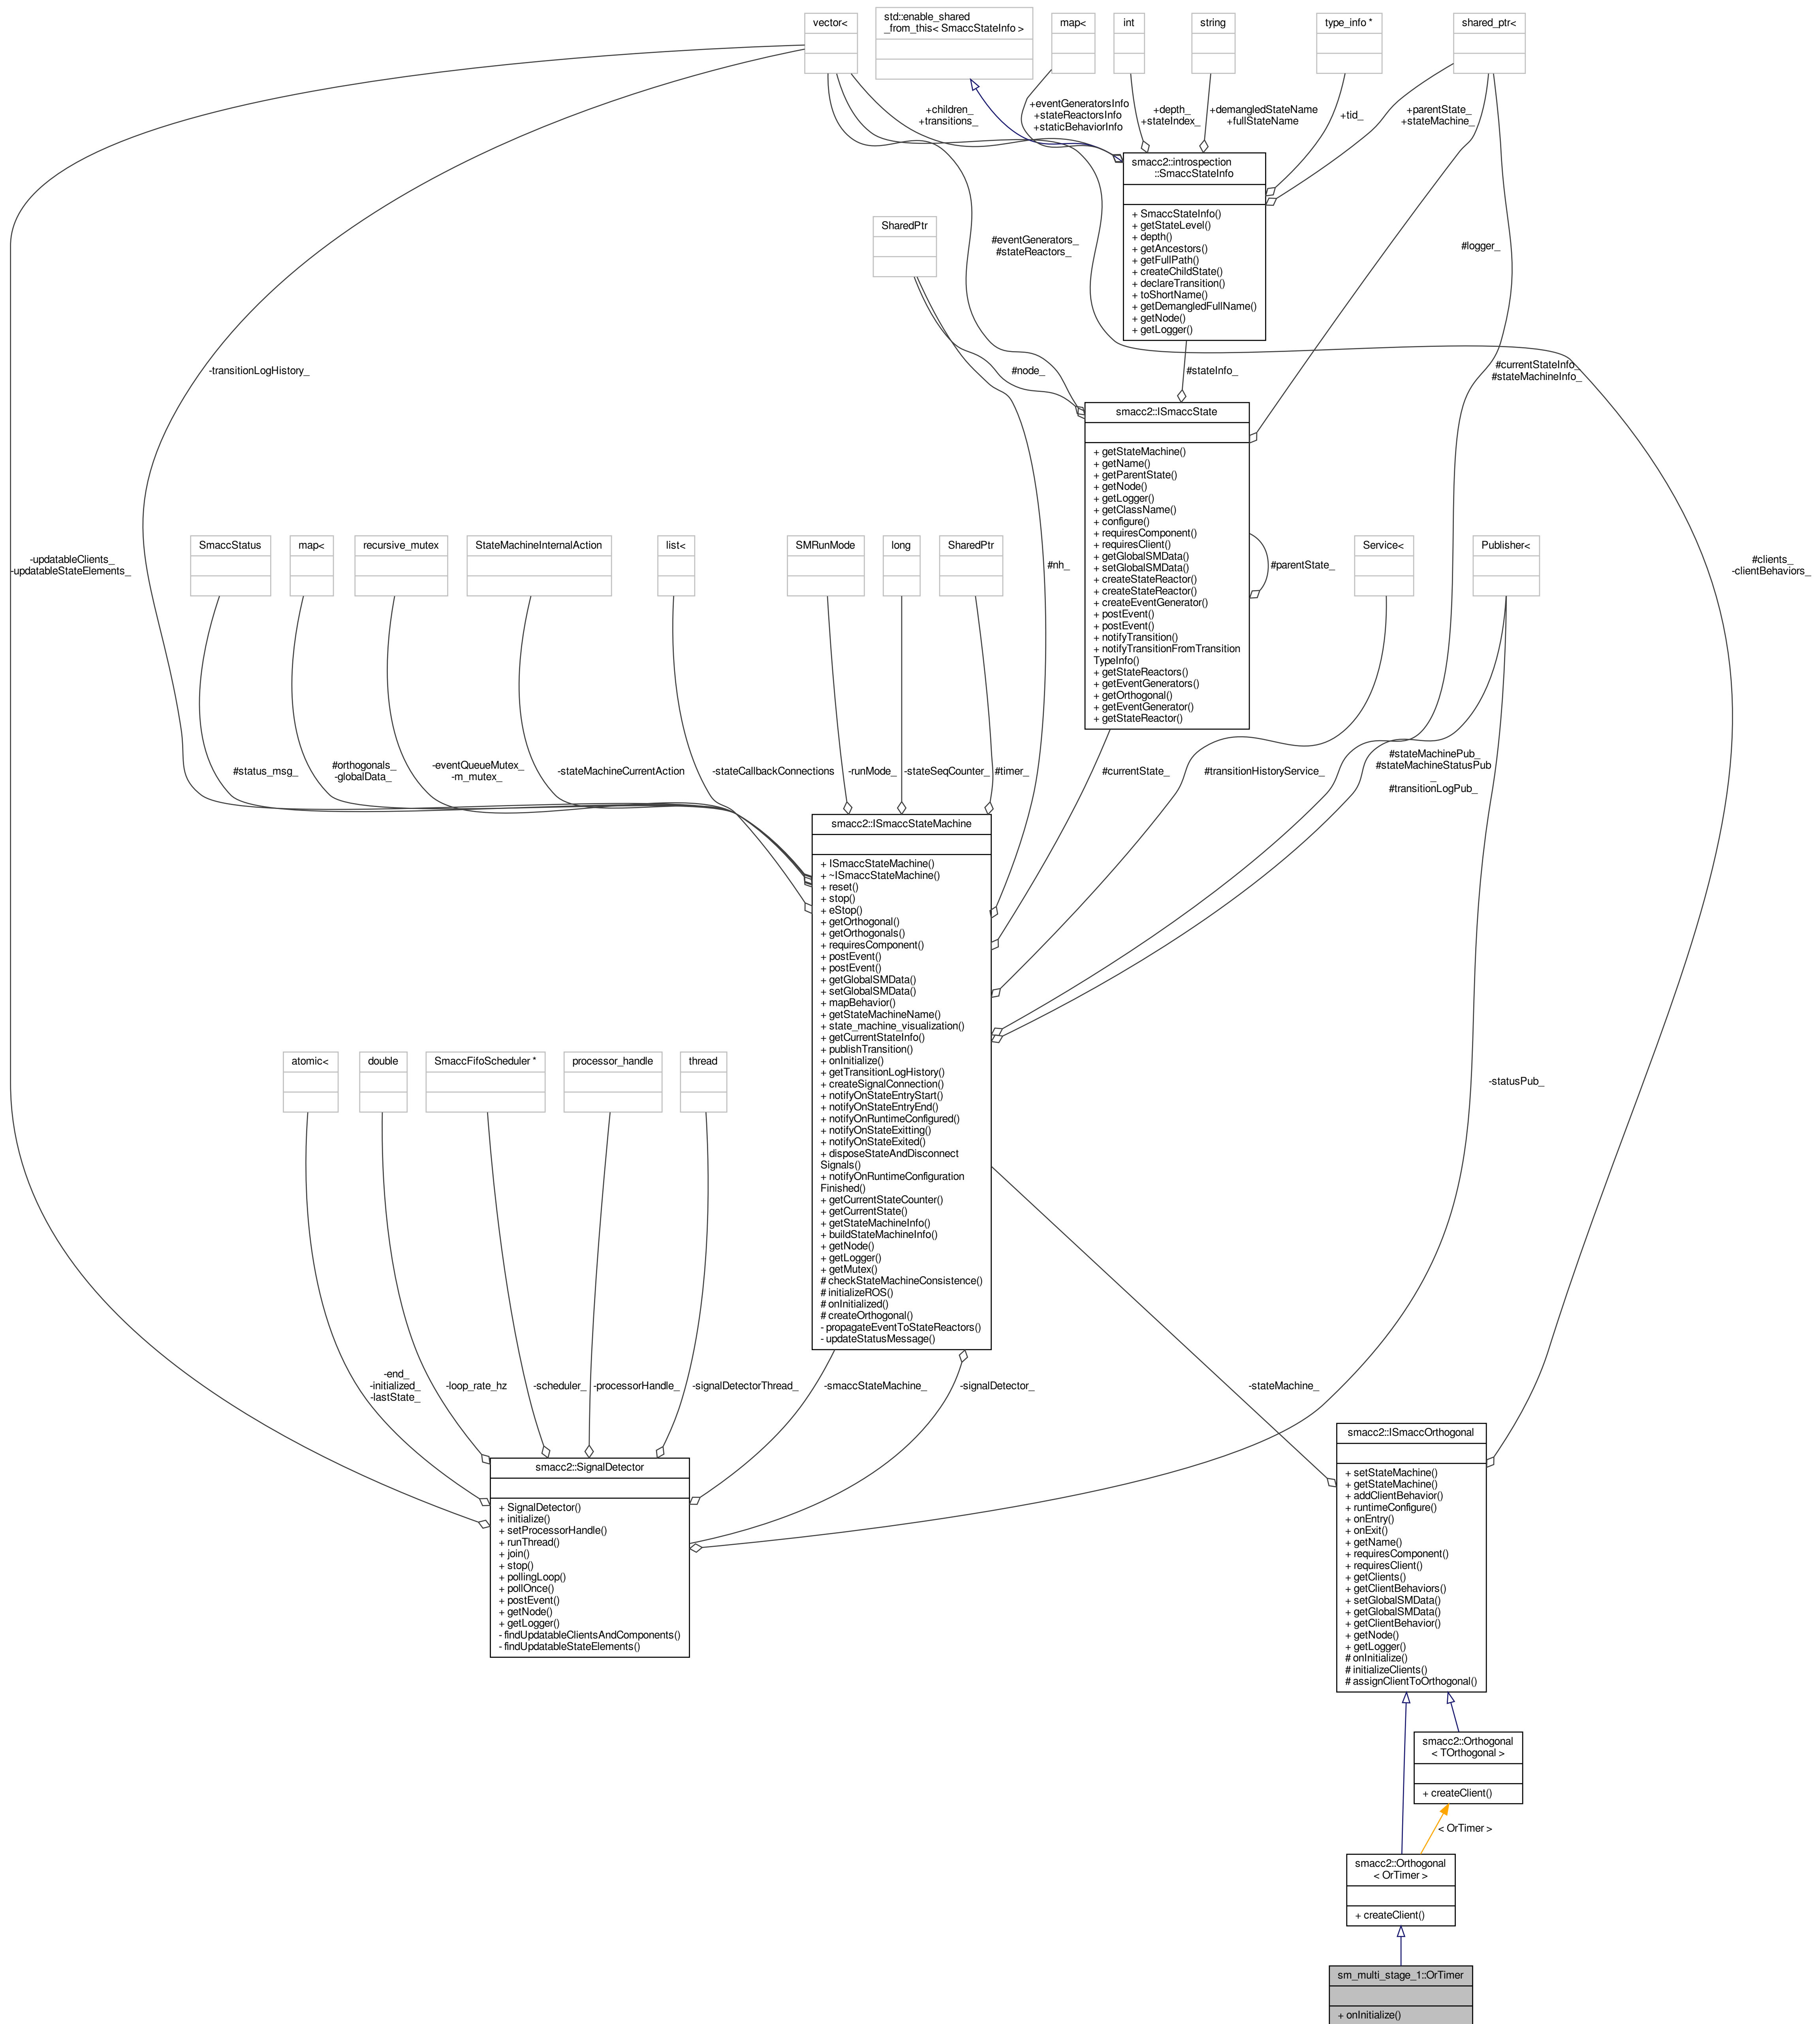 vector<
std::enable_shared
_from_this< SmaccStateInfo >
map<
int
string
type_info *
shared_ptr<
+children_
+transitions_
+eventGeneratorsInfo
+stateReactorsInfo
+staticBehaviorInfo
+depth_
+stateIndex_
+demangledStateName
+fullStateName
+tid_
+parentState_
+stateMachine_
smacc2::introspection
::SmaccStateInfo
+ SmaccStateInfo()
+ getStateLevel()
+ depth()
+ getAncestors()
+ getFullPath()
+ createChildState()
+ declareTransition()
+ toShortName()
+ getDemangledFullName()
+ getNode()
+ getLogger()
SharedPtr
#eventGenerators_
#stateReactors_
#logger_
-transitionLogHistory_
#node_
#stateInfo_
#currentStateInfo_
#stateMachineInfo_
smacc2::ISmaccState
+ getStateMachine()
+ getName()
+ getParentState()
+ getNode()
+ getLogger()
+ getClassName()
+ configure()
+ requiresComponent()
+ requiresClient()
+ getGlobalSMData()
+ setGlobalSMData()
+ createStateReactor()
+ createStateReactor()
+ createEventGenerator()
+ postEvent()
+ postEvent()
+ notifyTransition()
+ notifyTransitionFromTransition
TypeInfo()
+ getStateReactors()
+ getEventGenerators()
+ getOrthogonal()
+ getEventGenerator()
+ getStateReactor()
#parentState_
-updatableClients_
-updatableStateElements_
SmaccStatus
map<
recursive_mutex
StateMachineInternalAction
list<
SMRunMode
long
SharedPtr
#nh_
Service<
Publisher<
#clients_
-clientBehaviors_
#status_msg_
#orthogonals_
-globalData_
-eventQueueMutex_
-m_mutex_
-stateMachineCurrentAction
-stateCallbackConnections
-runMode_
-stateSeqCounter_
#timer_
#currentState_
#transitionHistoryService_
#stateMachinePub_
#stateMachineStatusPub
_
#transitionLogPub_
smacc2::ISmaccStateMachine
+ ISmaccStateMachine()
+ ~ISmaccStateMachine()
+ reset()
+ stop()
+ eStop()
+ getOrthogonal()
+ getOrthogonals()
+ requiresComponent()
+ postEvent()
+ postEvent()
+ getGlobalSMData()
+ setGlobalSMData()
+ mapBehavior()
+ getStateMachineName()
+ state_machine_visualization()
+ getCurrentStateInfo()
+ publishTransition()
+ onInitialize()
+ getTransitionLogHistory()
+ createSignalConnection()
+ notifyOnStateEntryStart()
+ notifyOnStateEntryEnd()
+ notifyOnRuntimeConfigured()
+ notifyOnStateExitting()
+ notifyOnStateExited()
+ disposeStateAndDisconnect
Signals()
+ notifyOnRuntimeConfiguration
Finished()
+ getCurrentStateCounter()
+ getCurrentState()
+ getStateMachineInfo()
+ buildStateMachineInfo()
+ getNode()
+ getLogger()
+ getMutex()
# checkStateMachineConsistence()
# initializeROS()
# onInitialized()
# createOrthogonal()
- propagateEventToStateReactors()
- updateStatusMessage()
atomic<
double
SmaccFifoScheduler *
processor_handle
thread
-statusPub_
-end_
-initialized_
-lastState_
-loop_rate_hz
-scheduler_
-processorHandle_
-signalDetectorThread_
-smaccStateMachine_
-signalDetector_
-stateMachine_
smacc2::SignalDetector
+ SignalDetector()
+ initialize()
+ setProcessorHandle()
+ runThread()
+ join()
+ stop()
+ pollingLoop()
+ pollOnce()
+ postEvent()
+ getNode()
+ getLogger()
- findUpdatableClientsAndComponents()
- findUpdatableStateElements()
smacc2::ISmaccOrthogonal
+ setStateMachine()
+ getStateMachine()
+ addClientBehavior()
+ runtimeConfigure()
+ onEntry()
+ onExit()
+ getName()
+ requiresComponent()
+ requiresClient()
+ getClients()
+ getClientBehaviors()
+ setGlobalSMData()
+ getGlobalSMData()
+ getClientBehavior()
+ getNode()
+ getLogger()
# onInitialize()
# initializeClients()
# assignClientToOrthogonal()
smacc2::Orthogonal
< TOrthogonal >
+ createClient()
< OrTimer >
smacc2::Orthogonal
< OrTimer >
+ createClient()
sm_multi_stage_1::OrTimer
+ onInitialize()